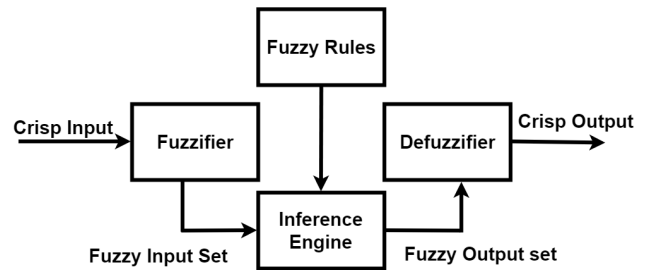 Fuzzy Rules
Crisp Input
Fuzzifier
Defuzzifier
Crisp Output
Inference
Engine
Fuzzy Input Set
Fuzzy Output set